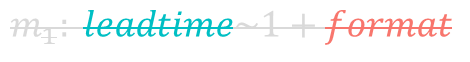 m₁: leadtime~1 + format